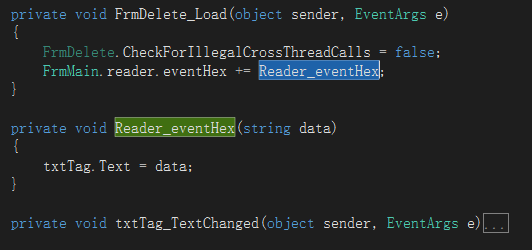 private void FrmDelete_Load(object sender, EventArgs e)
{
    FrmDelete.CheckForIllegalCrossThreadCalls = false;
    FrmMain.reader.eventHex += Reader_eventHex;
}
private void Reader_eventHex(string data)
{
    txtTag.Text = data;
}
private void txtTag_TextChanged(object sender, EventArgs e)...